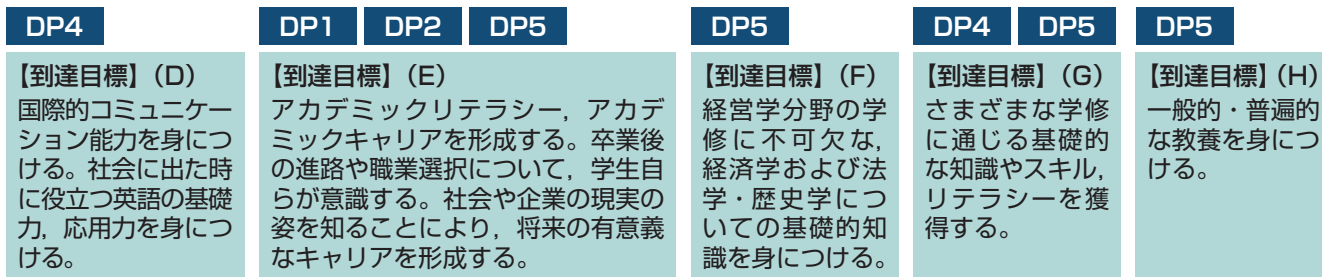 DP4
【到達目標】(D)
国際的コミュニケー
ション能力を身につ
ける。社会に出た時
に役立つ英語の基礎
力，応用力を身につ
ける。
DP1 DP2 DP5
【到達目標】(E)
アカデミックリテラシー，アカデ
ミックキャリアを形成する。卒業後
の進路や職業選択について，学生自
らが意識する。社会や企業の現実の
姿を知ることにより，将来の有意義
なキャリアを形成する。
DP5
【到達目標】(F)
経営学分野の学
修に不可欠な，
経済学および法
学・歴史学につ
いての基礎的知
識を身につける。
DP4 DP5
【到達目標】(G)
さまざまな学修
に通じる基礎的
な知識やスキル，
リテラシーを獲
得する。
DP5
【到達目標】(H)
一般的・普遍的
な教養を身につ
ける。